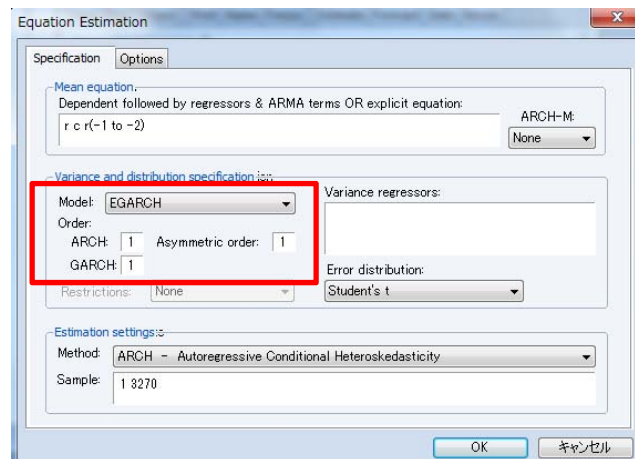 Equation Estimation
Specification Options
Mean equation
Dependent followed by regressors & ARMA terms OR explicit equation:
ARCH-M:
r c r(-1 to -2)
None
Variance and distribution specification
Model: EGARCH
Variance regressors:
Order:
ARCH: 1 Asymmetric order: 1
GARCH: 1
Error distribution:
Restrictions: None
Student's t
Estimation settings:
Method: ARCH - Autoregressive Conditional Heteroskedasticity
Sample: 1 3270
OK キャンセル